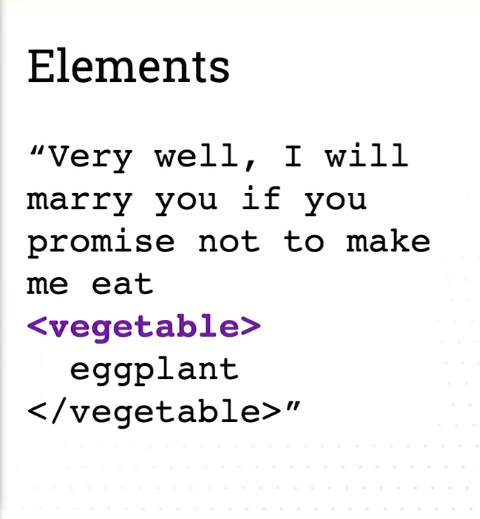 Elements
“Very well, I will
marry you if you
promise not to make
me eat
<vegetable>
eggplant
</vegetable>”